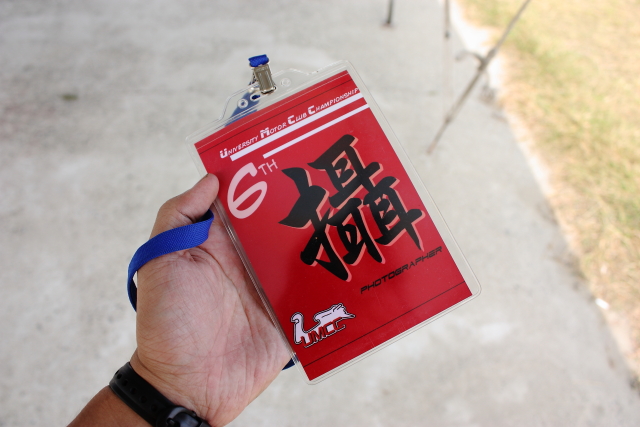 University Motor Club Championship
6TH
攝
PHOTOGRAPHER
UMCC